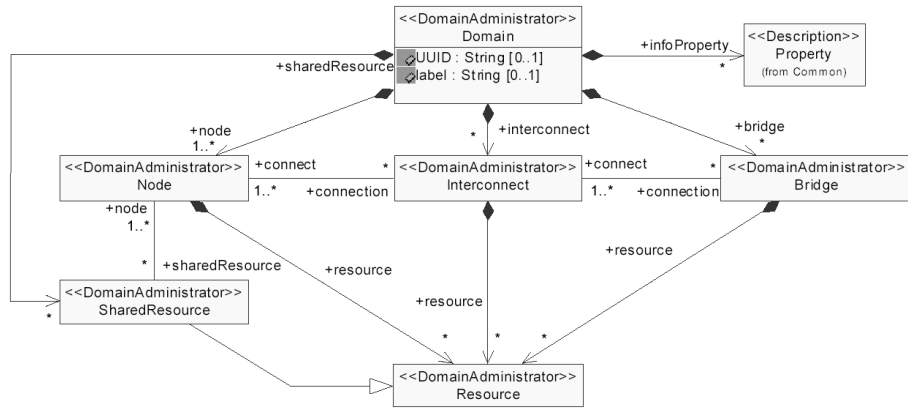 <<DomainAdministrator>>
Domain
UUID : String [0..1]
label : String [0..1]
+sharedResource
+infoProperty
*
<<Description>>
Property
(from Common)
+node
1..*
*
+interconnect
+bridge
*
<<DomainAdministrator>>
Node
+connect
1..*
*
+connection
<<DomainAdministrator>>
Interconnect
+connect
1..*
*
+connection
<<DomainAdministrator>>
Bridge
+node
1..*
*
+sharedResource
+resource
+resource
+resource
<<DomainAdministrator>>
SharedResource
*
*
*
*
<<DomainAdministrator>>
Resource